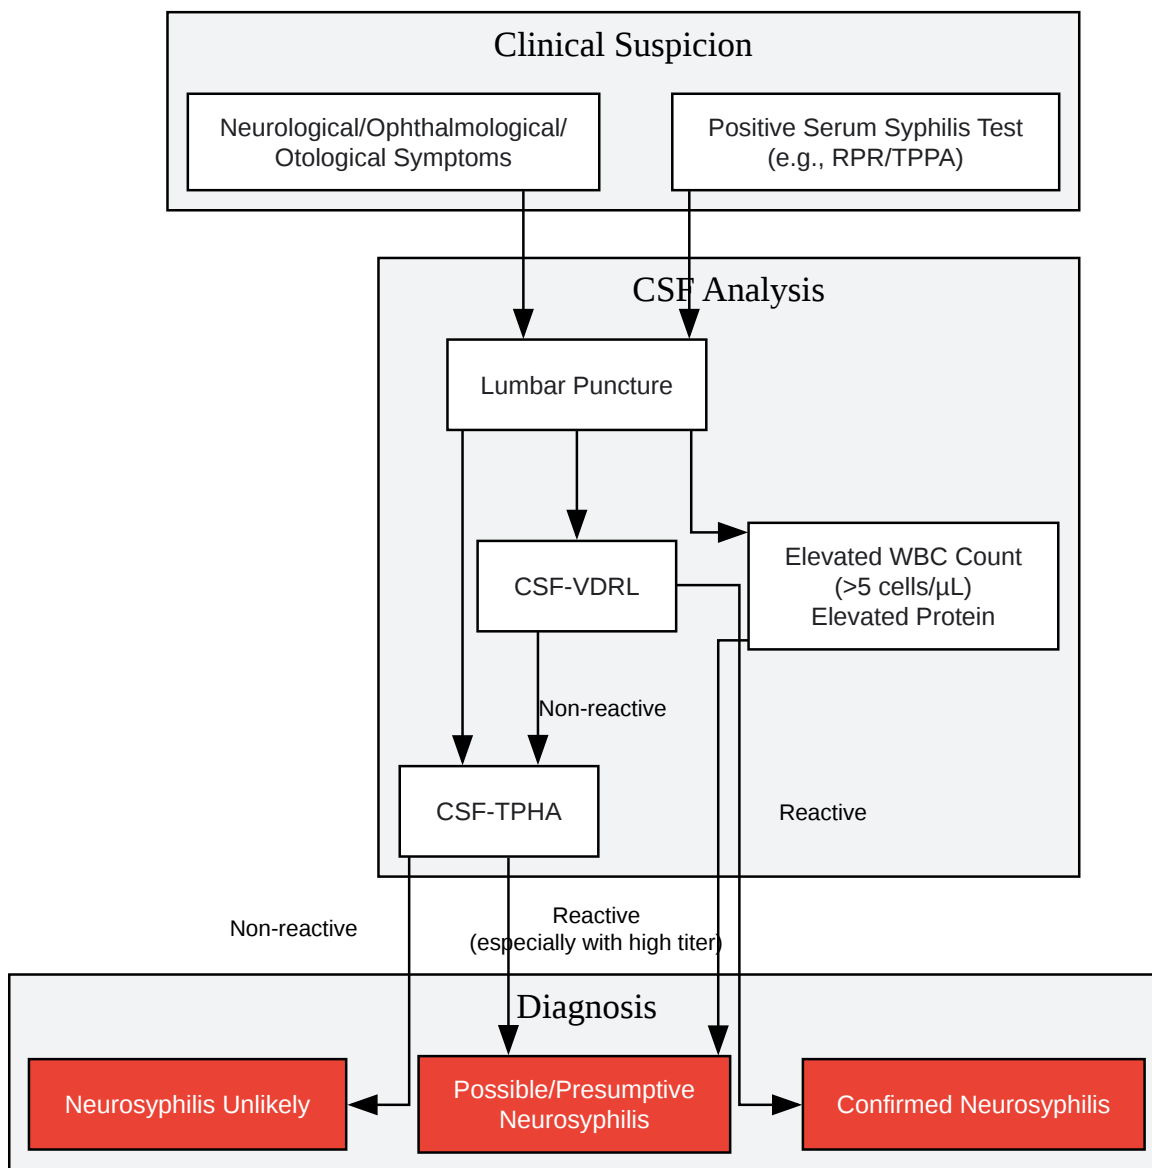 Clinical Suspicion
Neurological/Ophthalmological/
Otological Symptoms
Positive Serum Syphilis Test
(e.g., RPR/TPPA)
CSF Analysis
Lumbar Puncture
CSF-VDRL
Elevated WBC Count
(>5 cells/µL)
Elevated Protein
Non-reactive
CSF-TPHA
Reactive
Non-reactive
Reactive
(especially with high titer)
Diagnosis
Neurosyphilis Unlikely
Possible/Presumptive
Neurosyphilis
Confirmed Neurosyphilis